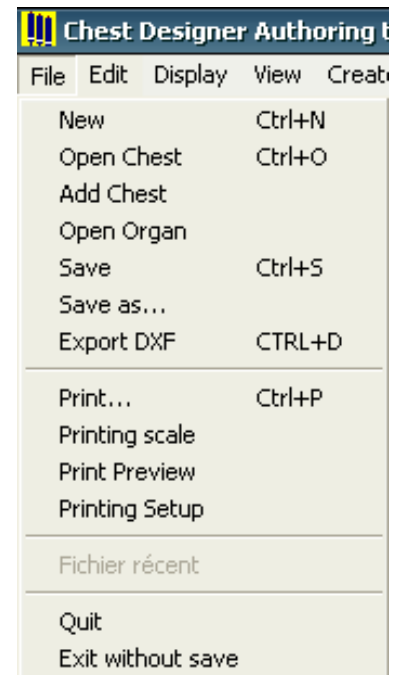 Chest Designer Authoring t
File Edit Display View Creat
New Ctrl+N
Open Chest Ctrl+O
Add Chest
Open Organ
Save Ctrl+S
Save as...
Export DXF CTRL+D
Print... Ctrl+P
Printing scale
Print Preview
Printing Setup
Fichier récent
Quit
Exit without save